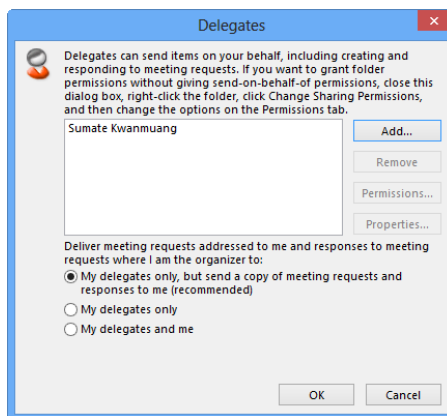 Delegates
Delegates can send items on your behalf, including creating and
responding to meeting requests. If you want to grant folder
permissions without giving send-on-behalf-of permissions, close this
dialog box, right-click the folder, click Change Sharing Permissions,
and then change the options on the Permissions tab.
Sumate Kwanmuang
Add...
Remove
Permissions...
Properties...
Deliver meeting requests addressed to me and responses to meeting
requests where I am the organizer to:
My delegates only, but send a copy of meeting requests and
responses to me (recommended)
My delegates only
My delegates and me
OK
Cancel